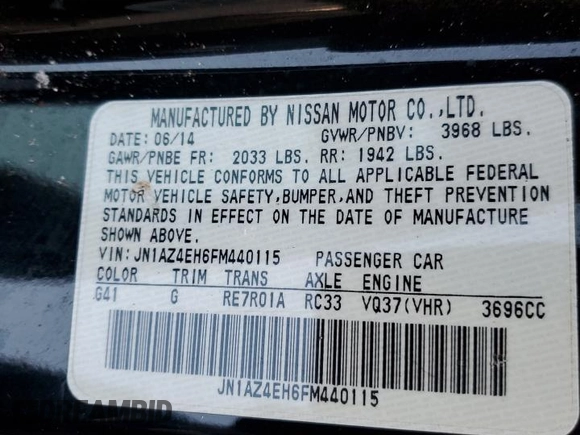 MANUFACTURED BY NISSAN MOTOR CO.,LTD.
DATE: 06/14 GVWR/PNBV: 3968 LBS.
GAWR/PNBE FR: 2033 LBS. RR: 1942 LBS.
THIS VEHICLE CONFORMS TO ALL APPLICABLE FEDERAL
MOTOR VEHICLE SAFETY,BUMPER,AND THEFT PREVENTION
STANDARDS IN EFFECT ON THE DATE OF MANUFACTURE
SHOWN ABOVE.
VIN:JN1AZ4EH6FM440115 PASSENGER CAR
COLOR TRIM TRANS AXLE ENGINE
G41 G RE7R01A RC33 VQ37(VHR) 3696CC
JN1AZ4EH6FM440115